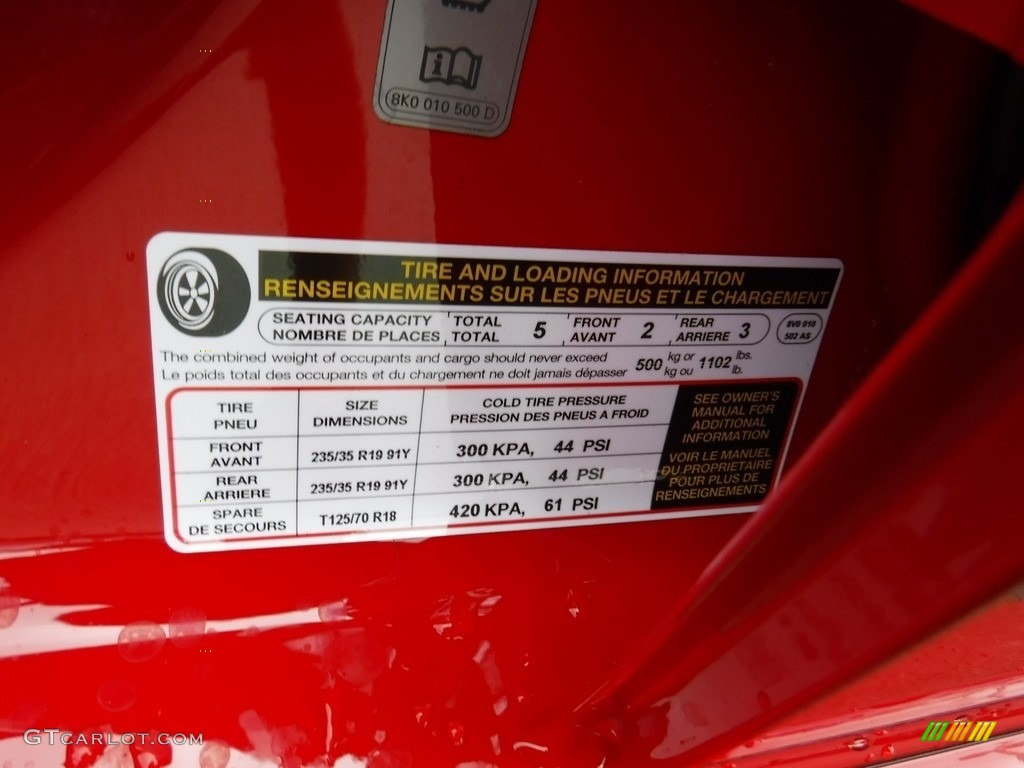 8K0 010 500 D
TIRE AND LOADING INFORMATION
RENSEIGNEMENTS SUR LES PNEUS ET LE CHARGEMENT
SEATING CAPACITY TOTAL 5 FRONT 2 REAR 3
NOMBRE DE PLACES TOTAL AVANT ARRIERE
8V0 010
502 AS
The combined weight of occupants and cargo should never exceed 500 kg or 1102 lbs.
Le poids total des occupants et du chargement ne doit jamais dépasser kg ou lb.
TIRE SIZE COLD TIRE PRESSURE
PNEU DIMENSIONS PRESSION DES PNEUS A FROID
FRONT
AVANT 235/35 R19 91Y 300 KPA, 44 PSI
REAR
ARRIERE 235/35 R19 91Y 300 KPA, 44 PSI
SPARE
DE SECOURS T125/70 R18 420 KPA, 61 PSI
SEE OWNER'S
MANUAL FOR
ADDITIONAL
INFORMATION
VOIR LE MANUEL
DU PROPRIETAIRE
POUR PLUS DE
RENSEIGNEMENTS
GTCARLOT.COM